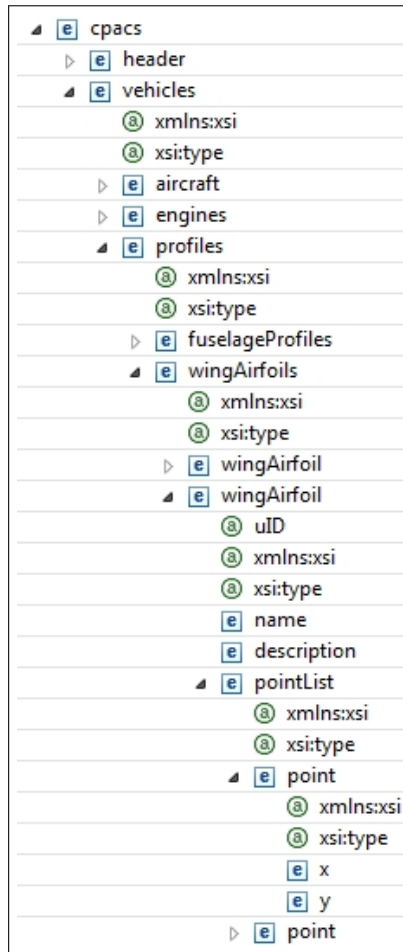 e cpacs
e header
e vehicles
a xmlns:xsi
a xsi:type
e aircraft
e engines
e profiles
a xmlns:xsi
a xsi:type
e fuselageProfiles
e wingAirfoils
a xmlns:xsi
a xsi:type
e wingAirfoil
e wingAirfoil
a uID
a xmlns:xsi
a xsi:type
e name
e description
e pointList
a xmlns:xsi
a xsi:type
e point
a xmlns:xsi
a xsi:type
e x
e y
e point